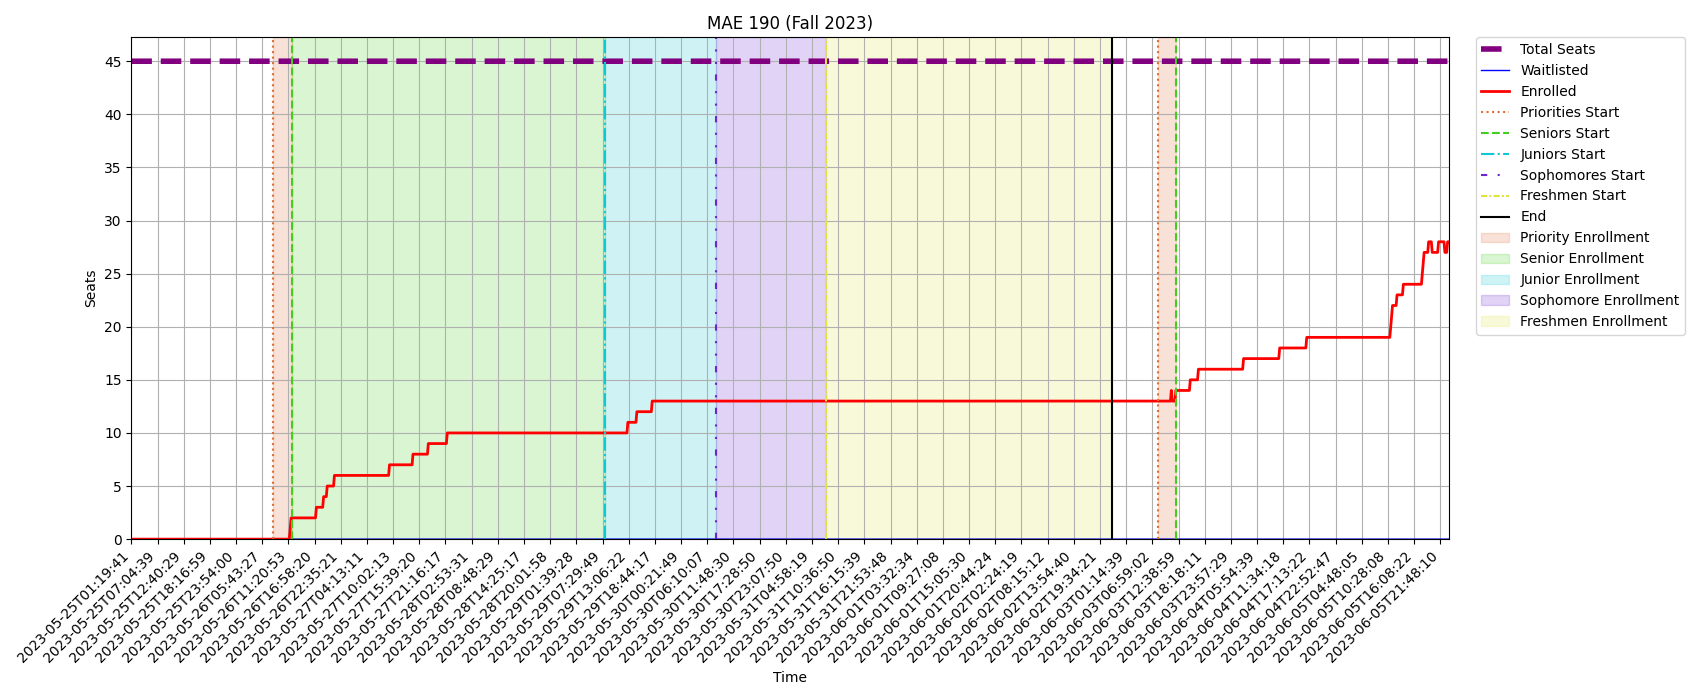 MAE 190 (Fall 2023)
45
40
35
30
25
20
15
10
5
0
Seats
2023-05-25T01:19:41
2023-05-25T07:04:39
2023-05-25T12:40:29
2023-05-25T18:16:59
2023-05-25T23:54:00
2023-05-26T05:43:27
2023-05-26T11:20:53
2023-05-26T16:58:20
2023-05-26T22:35:21
2023-05-27T04:13:11
2023-05-27T10:02:13
2023-05-27T15:39:20
2023-05-27T21:16:17
2023-05-28T02:53:31
2023-05-28T08:48:29
2023-05-28T14:25:17
2023-05-28T20:01:58
2023-05-29T01:39:28
2023-05-29T07:29:49
2023-05-29T13:06:22
2023-05-29T18:44:17
2023-05-30T00:21:49
2023-05-30T06:10:07
2023-05-30T11:48:30
2023-05-30T17:28:50
2023-05-30T23:07:50
2023-05-31T04:58:19
2023-05-31T10:36:50
2023-05-31T16:15:39
2023-05-31T21:53:48
2023-06-01T03:32:34
2023-06-01T09:27:08
2023-06-01T15:05:30
2023-06-01T20:44:24
2023-06-02T02:24:19
2023-06-02T08:15:12
2023-06-02T13:54:40
2023-06-02T19:34:21
2023-06-03T01:14:39
2023-06-03T06:59:02
2023-06-03T12:38:59
2023-06-03T18:18:11
2023-06-03T23:57:29
2023-06-04T05:54:39
2023-06-04T11:34:18
2023-06-04T17:13:22
2023-06-04T22:52:47
2023-06-05T04:48:05
2023-06-05T10:28:08
2023-06-05T16:08:22
2023-06-05T21:48:10
Time
Total Seats
Waitlisted
Enrolled
Priorities Start
Seniors Start
Juniors Start
Sophomores Start
Freshmen Start
End
Priority Enrollment
Senior Enrollment
Junior Enrollment
Sophomore Enrollment
Freshmen Enrollment